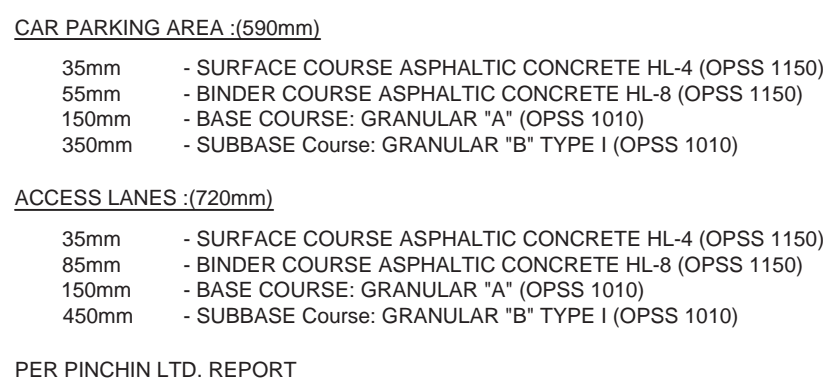 CAR PARKING AREA :(590mm)
35mm - SURFACE COURSE ASPHALTIC CONCRETE HL-4 (OPSS 1150)
55mm - BINDER COURSE ASPHALTIC CONCRETE HL-8 (OPSS 1150)
150mm - BASE COURSE: GRANULAR "A" (OPSS 1010)
350mm - SUBBASE Course: GRANULAR "B" TYPE I (OPSS 1010)
ACCESS LANES :(720mm)
35mm - SURFACE COURSE ASPHALTIC CONCRETE HL-4 (OPSS 1150)
85mm - BINDER COURSE ASPHALTIC CONCRETE HL-8 (OPSS 1150)
150mm - BASE COURSE: GRANULAR "A" (OPSS 1010)
450mm - SUBBASE Course: GRANULAR "B" TYPE I (OPSS 1010)
PER PINCHIN LTD. REPORT